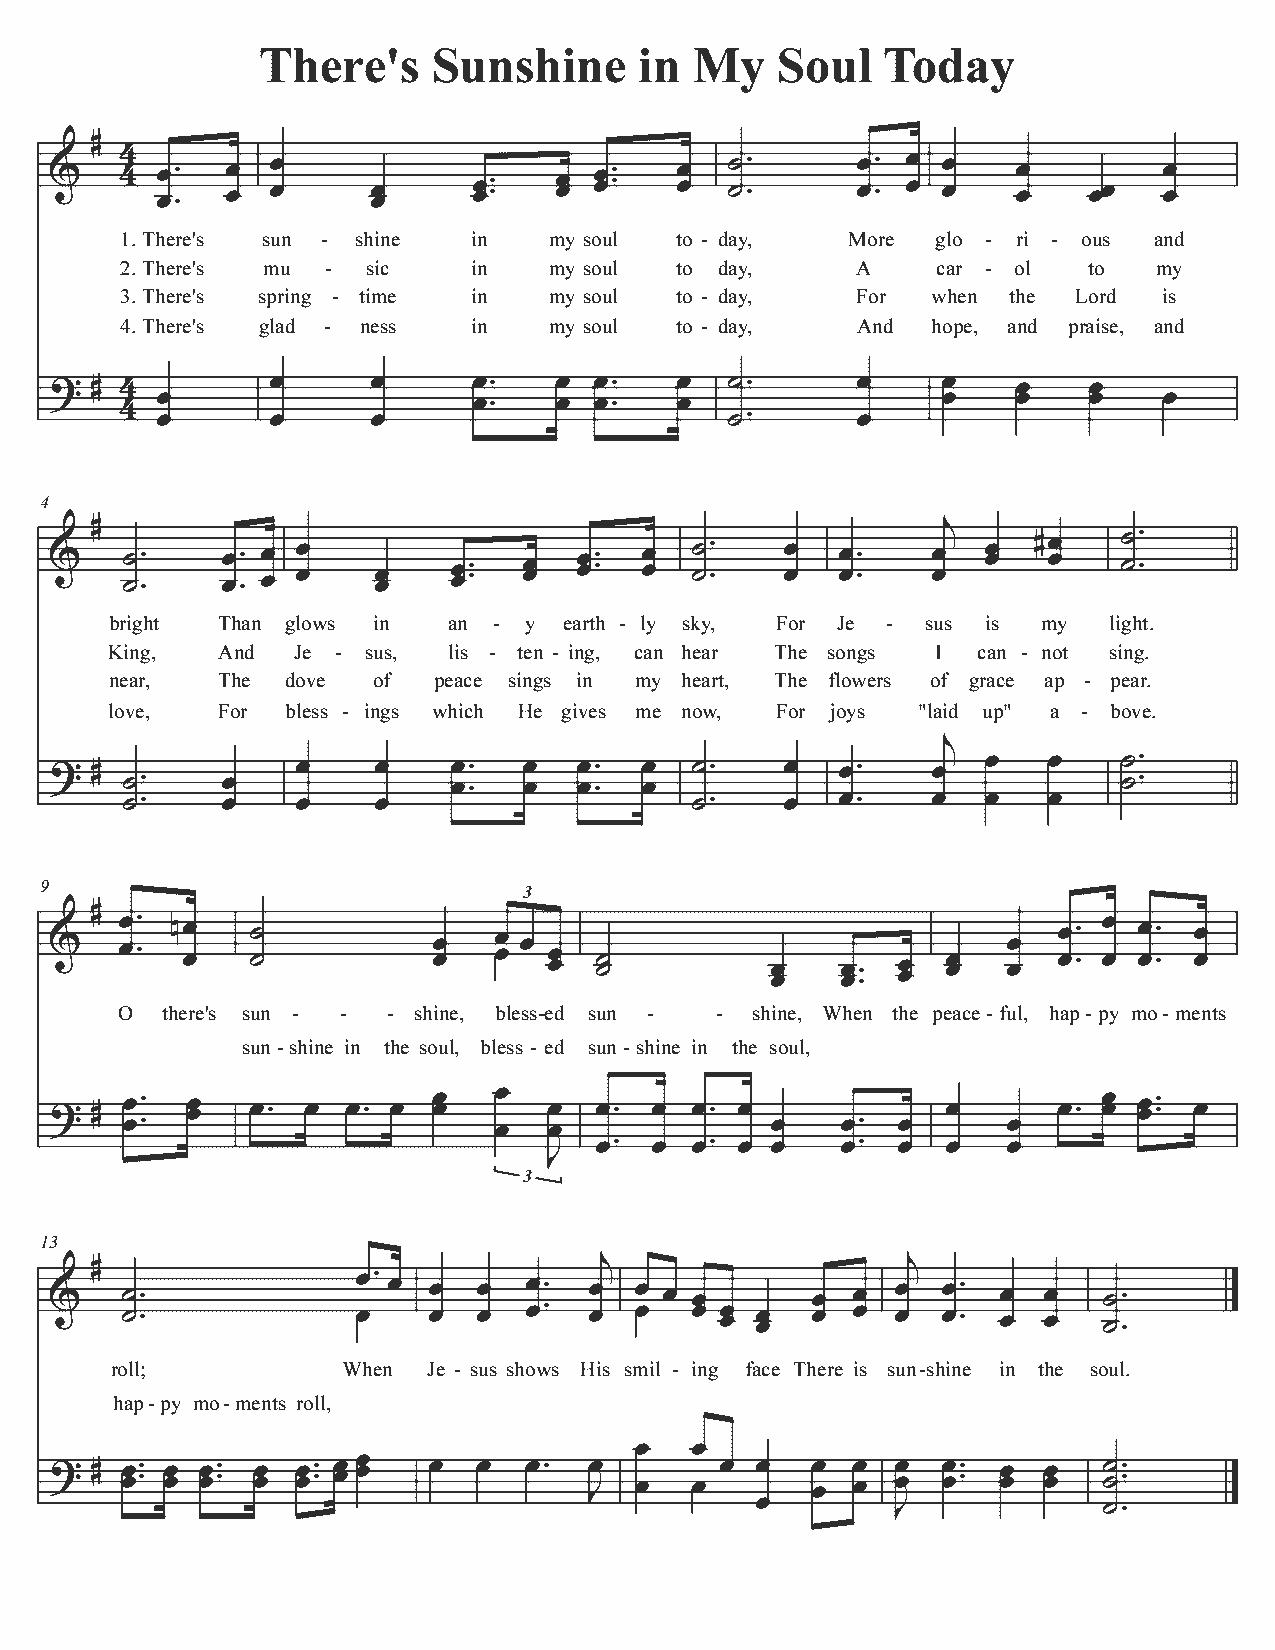 There's Sunshine in My Soul Today
1. There's sun - shine in my soul to - day, More glo - ri - ous and
2. There's mu - sic in my soul to day, A car - ol to my
3. There's spring - time in my soul to - day, For when the Lord is
4. There's glad - ness in my soul to - day, And hope, and praise, and
4
bright Than glows in an - y earth - ly sky, For Je - sus is my light.
King, And Je - sus, lis - ten - ing, can hear The songs I can - not sing.
near, The dove of peace sings in my heart, The flowers of grace ap - pear.
love, For bless - ings which He gives me now, For joys "laid up" a - bove.
9
3
O there's sun - - - shine, bless-ed sun - - shine, When the peace - ful, hap - py mo - ments
sun - shine in the soul, bless - ed sun - shine in the soul,
3
13
roll; When Je - sus shows His smil - ing face There is sun-shine in the soul.
hap - py mo - ments roll,